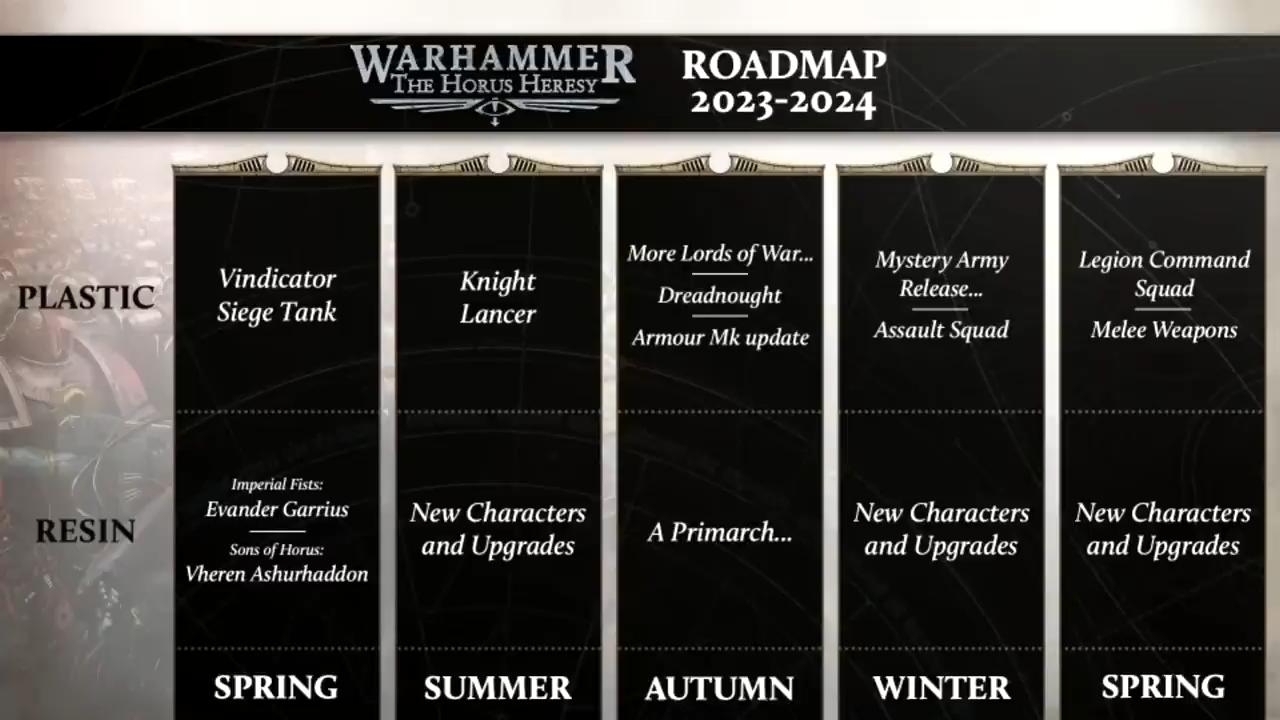 WARHAMMER
THE HORUS HERESY
ROADMAP
2023-2024
PLASTIC
Vindicator
Siege Tank
Knight
Lancer
More Lords of War...
Dreadnought
Armour Mk update
Mystery Army
Release...
Assault Squad
Legion Command
Squad
Melee Weapons
RESIN
Imperial Fists:
Evander Garrius
Sons of Horus:
Vheren Ashurhaddon
New Characters
and Upgrades
A Primarch...
New Characters
and Upgrades
New Characters
and Upgrades
SPRING
SUMMER
AUTUMN
WINTER
SPRING